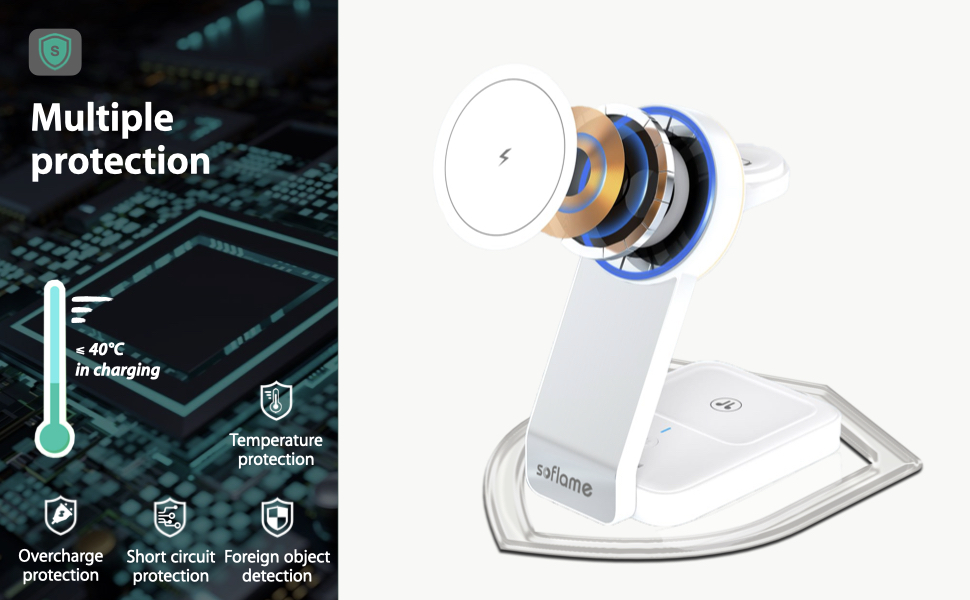 S
Multiple
protection
≤ 40°C
in charging
Temperature
protection
Overcharge
protection
Short circuit
protection
Foreign object
detection
soflame